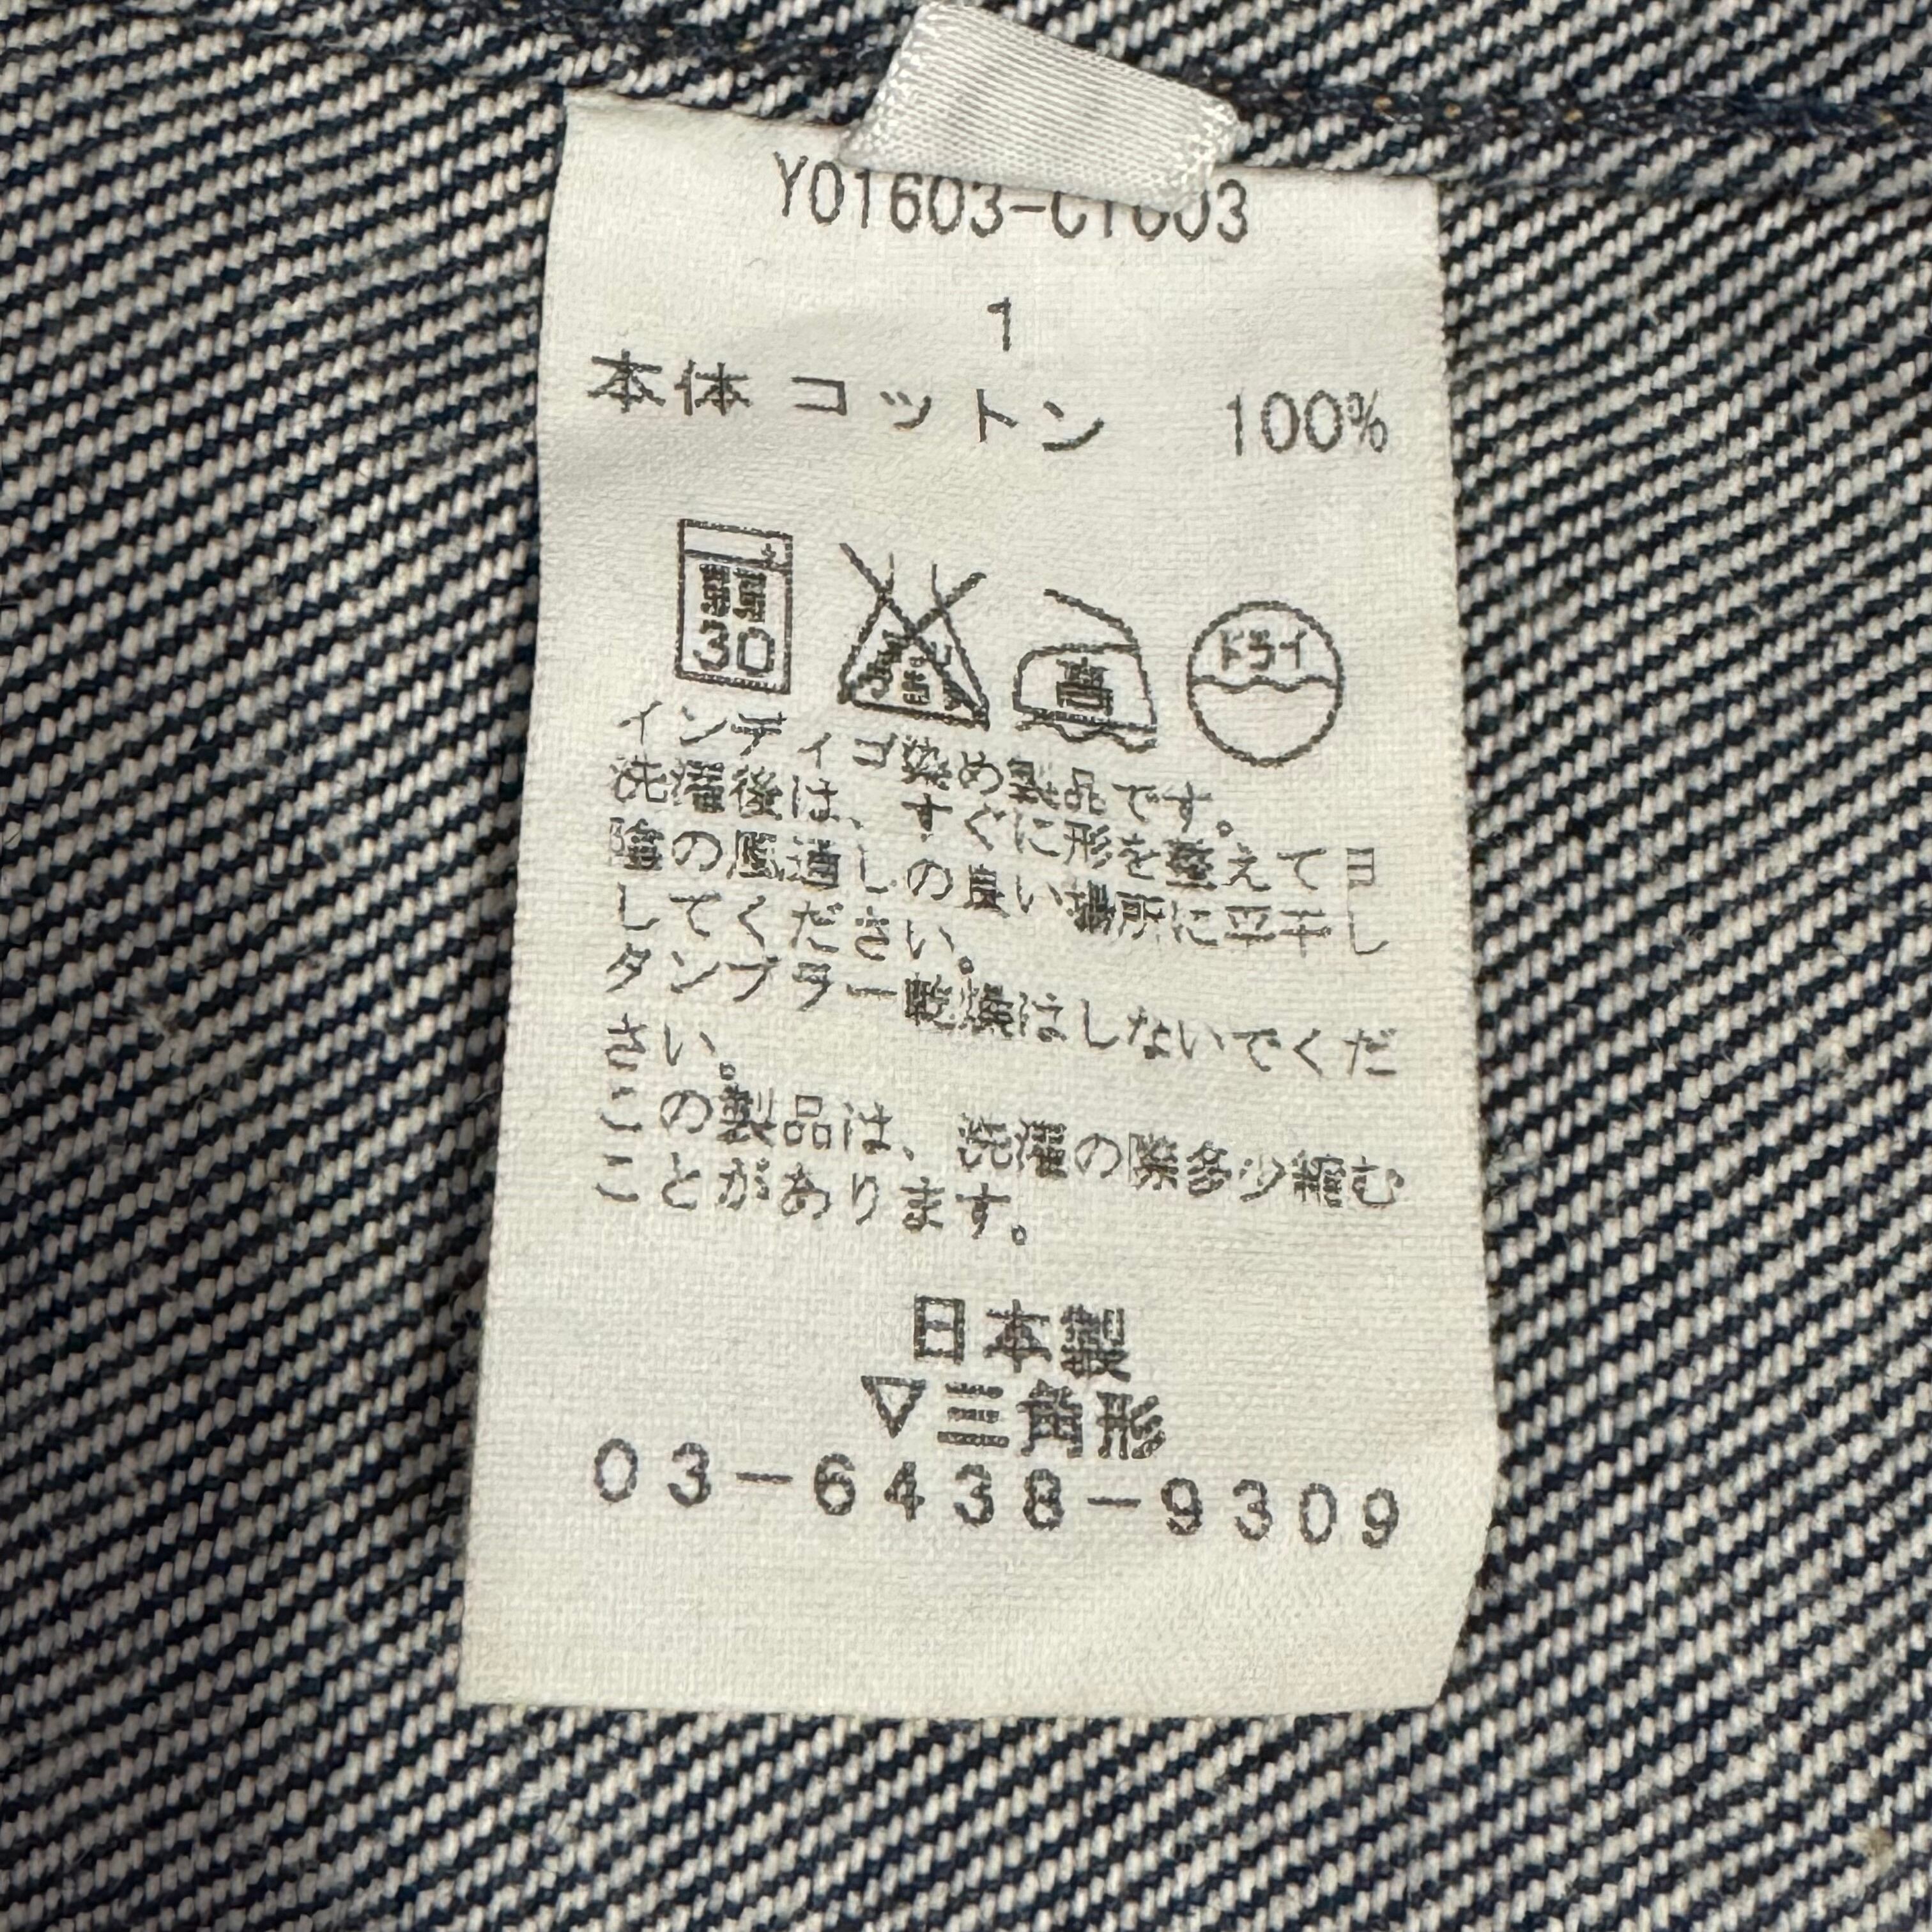 Y01603-C1603
1
本体 コットン 100%
30
ドライ
インディゴ染め製品です。
洗濯後は、すぐに形を整えて日
陰の風通しの良い場所に平干し
してください。
タンブラー乾燥はしないでくだ
さい。
この製品は、洗濯の際多少縮む
ことがあります。
日本製
▽三角形
03-6438-9309